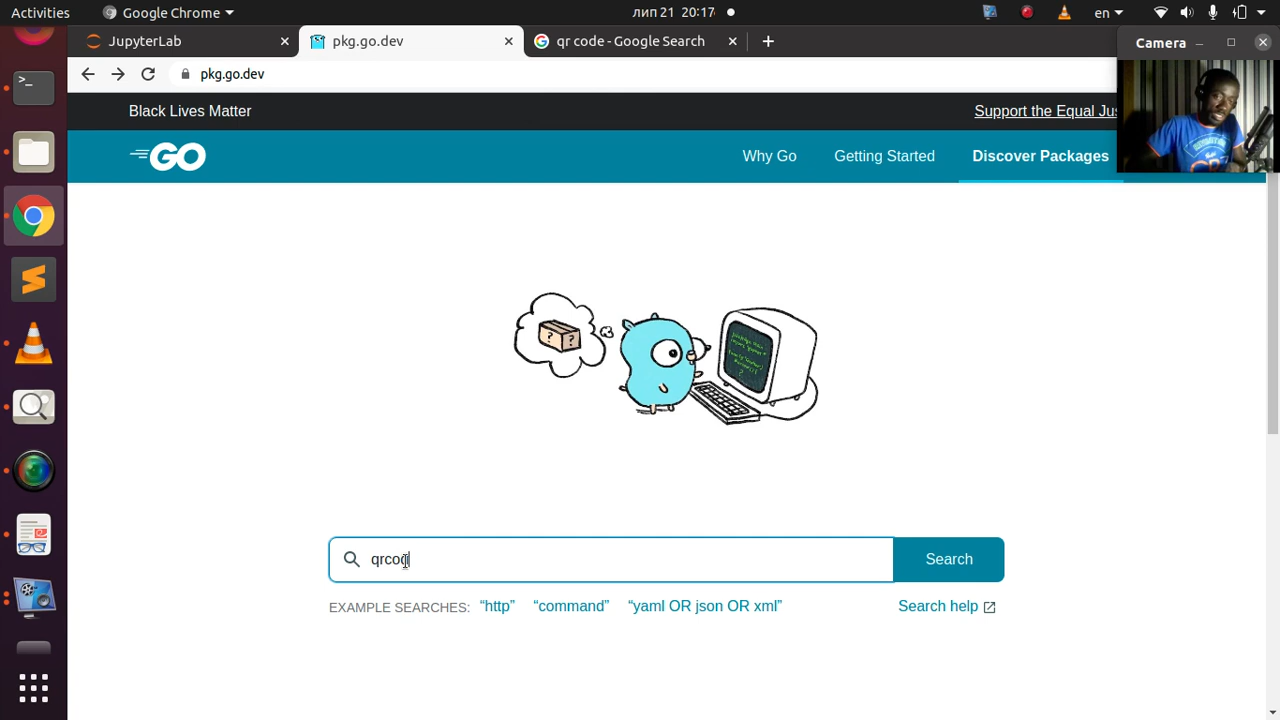 Activities
Google Chrome
лип 21 20:17
en
JupyterLab
pkg.go.dev
qr code - Google Search
Camera
pkg.go.dev
Black Lives Matter
Support the Equal Jus
GO
Why Go
Getting Started
Discover Packages
qrcod
Search
EXAMPLE SEARCHES:
“http”
“command”
“yaml OR json OR xml”
Search help